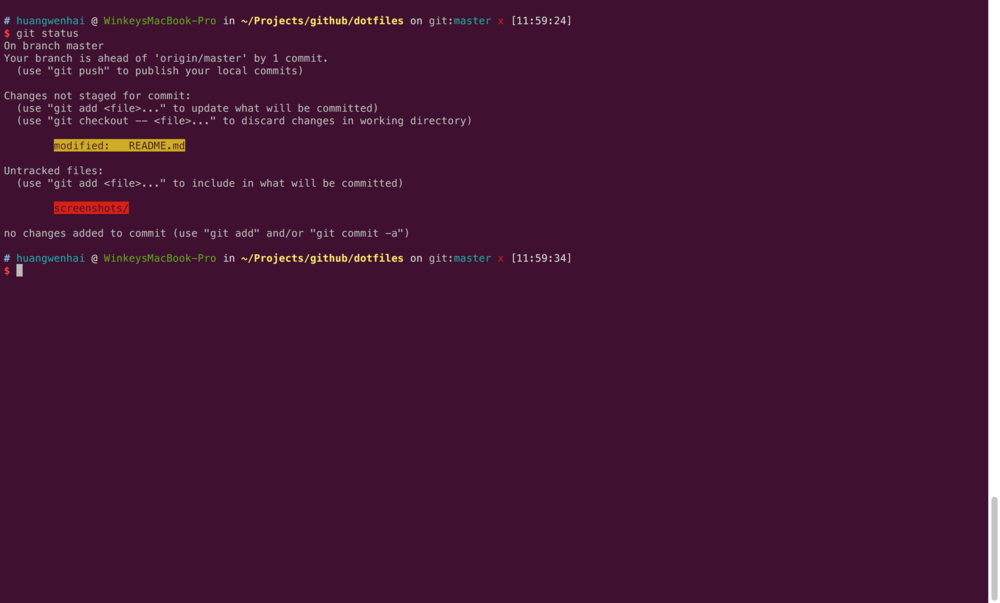 # huangwenhai @ WinkeysMacBook-Pro in ~/Projects/github/dotfiles on git:master x [11:59:24]
$ git status
On branch master
Your branch is ahead of 'origin/master' by 1 commit.
  (use "git push" to publish your local commits)
Changes not staged for commit:
  (use "git add <file>..." to update what will be committed)
  (use "git checkout -- <file>..." to discard changes in working directory)
        modified:   README.md
Untracked files:
  (use "git add <file>..." to include in what will be committed)
        screenshots/
no changes added to commit (use "git add" and/or "git commit -a")
# huangwenhai @ WinkeysMacBook-Pro in ~/Projects/github/dotfiles on git:master x [11:59:34]
$